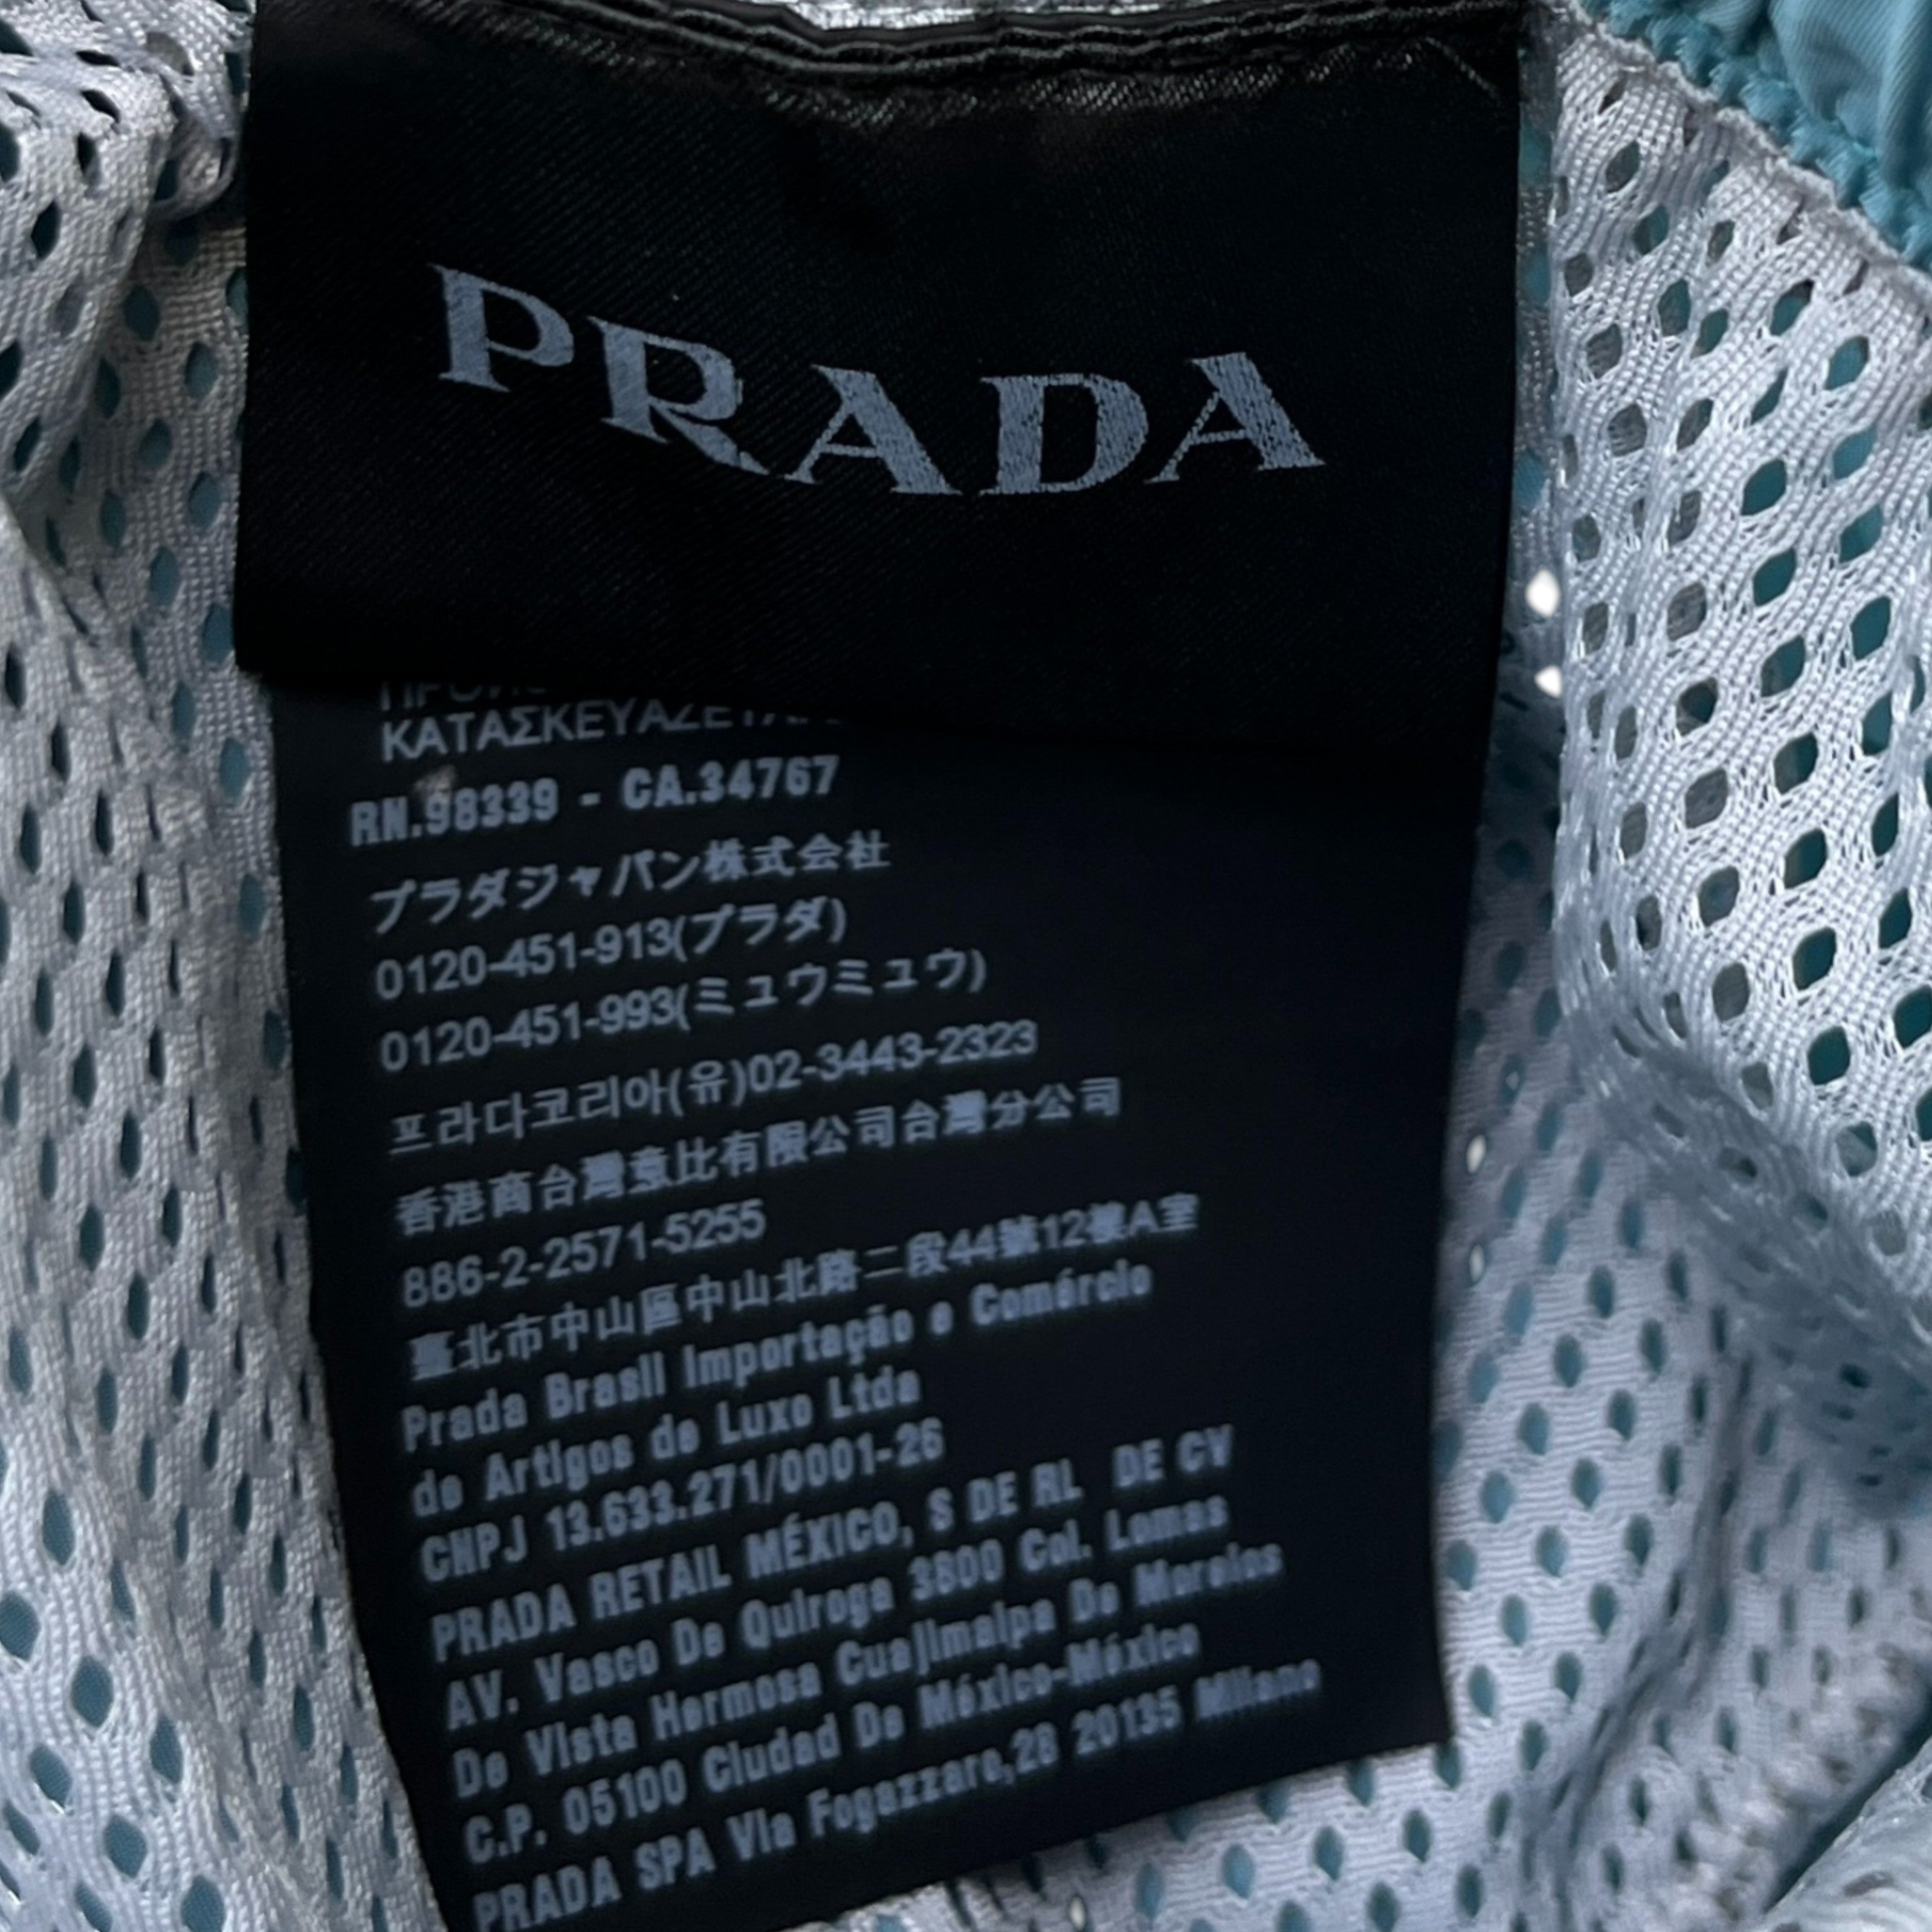 PRADA
ΚΑΤΑΣΚΕΥΑΖΕΤΑΙ
RN.98339 - CA.34767
プラダジャパン株式会社
0120-451-913(プラダ)
0120-451-993(ミュウミュウ)
프라다코리아(유)02-3443-2323
香港商台灣壹比有限公司台灣分公司
886-2-2571-5255
臺北市中山區中山北路二段44號12樓A室
Prada Brasil Importação e Comércio
de Artigos de Luxo Ltda
CNPJ 13.633.271/0001-26
PRADA RETAIL MÉXICO, S DE RL DE CV
AV. Vasco De Quiroga 3800 Col. Lomas
De Vista Hermosa Cuajimalpa De Morelos
C.P. 05100 Ciudad De México-México
PRADA SPA Via Fogazzaro,28 20135 Milano